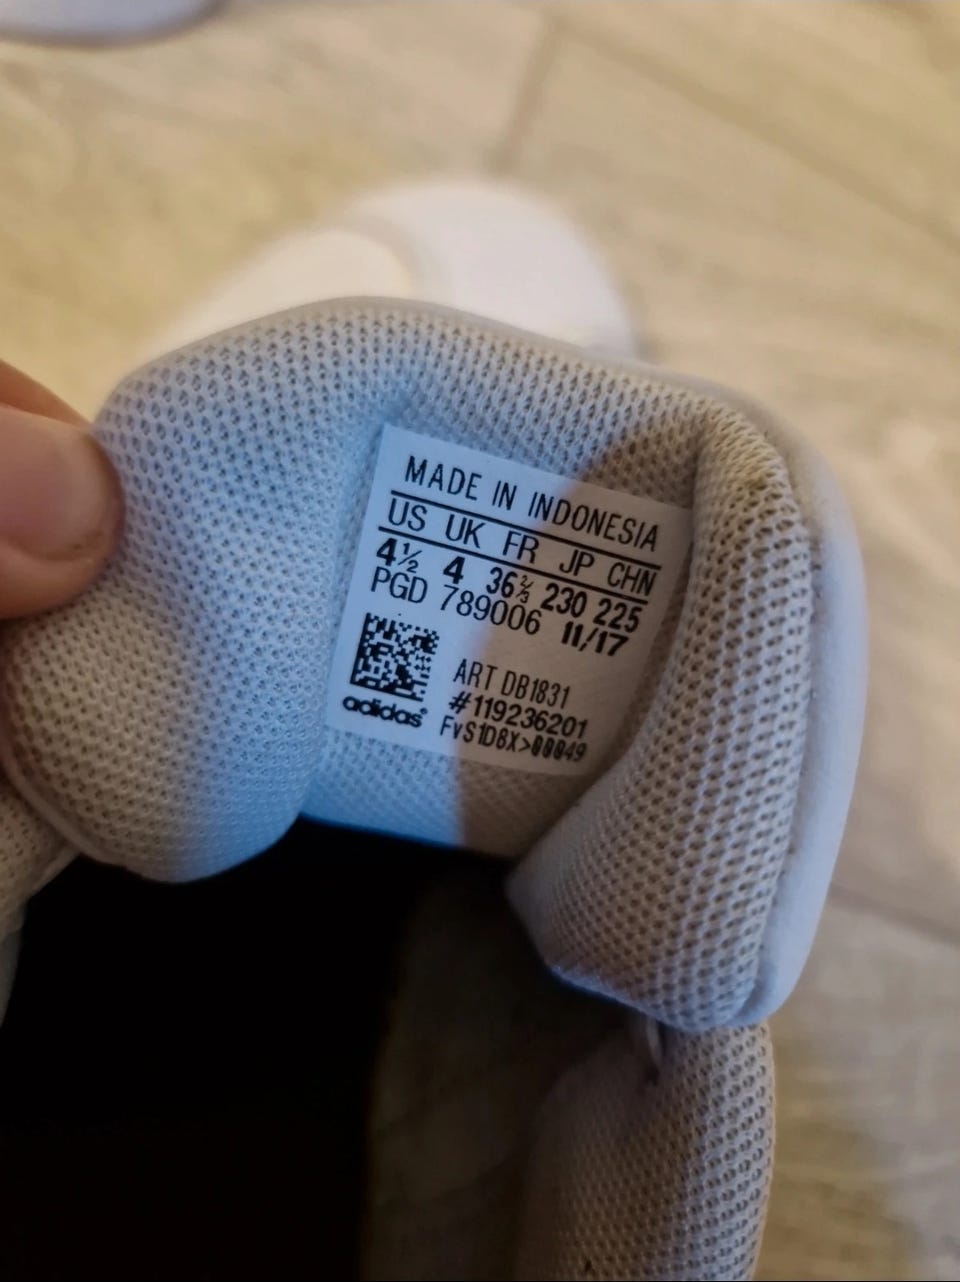 MADE IN INDONESIA
US UK FR JP CHN
4½ 4 36⅔ 230 225
PGD 789006 11/17
ART DB1831
#119236201
adidas® FvS1D8X>00049